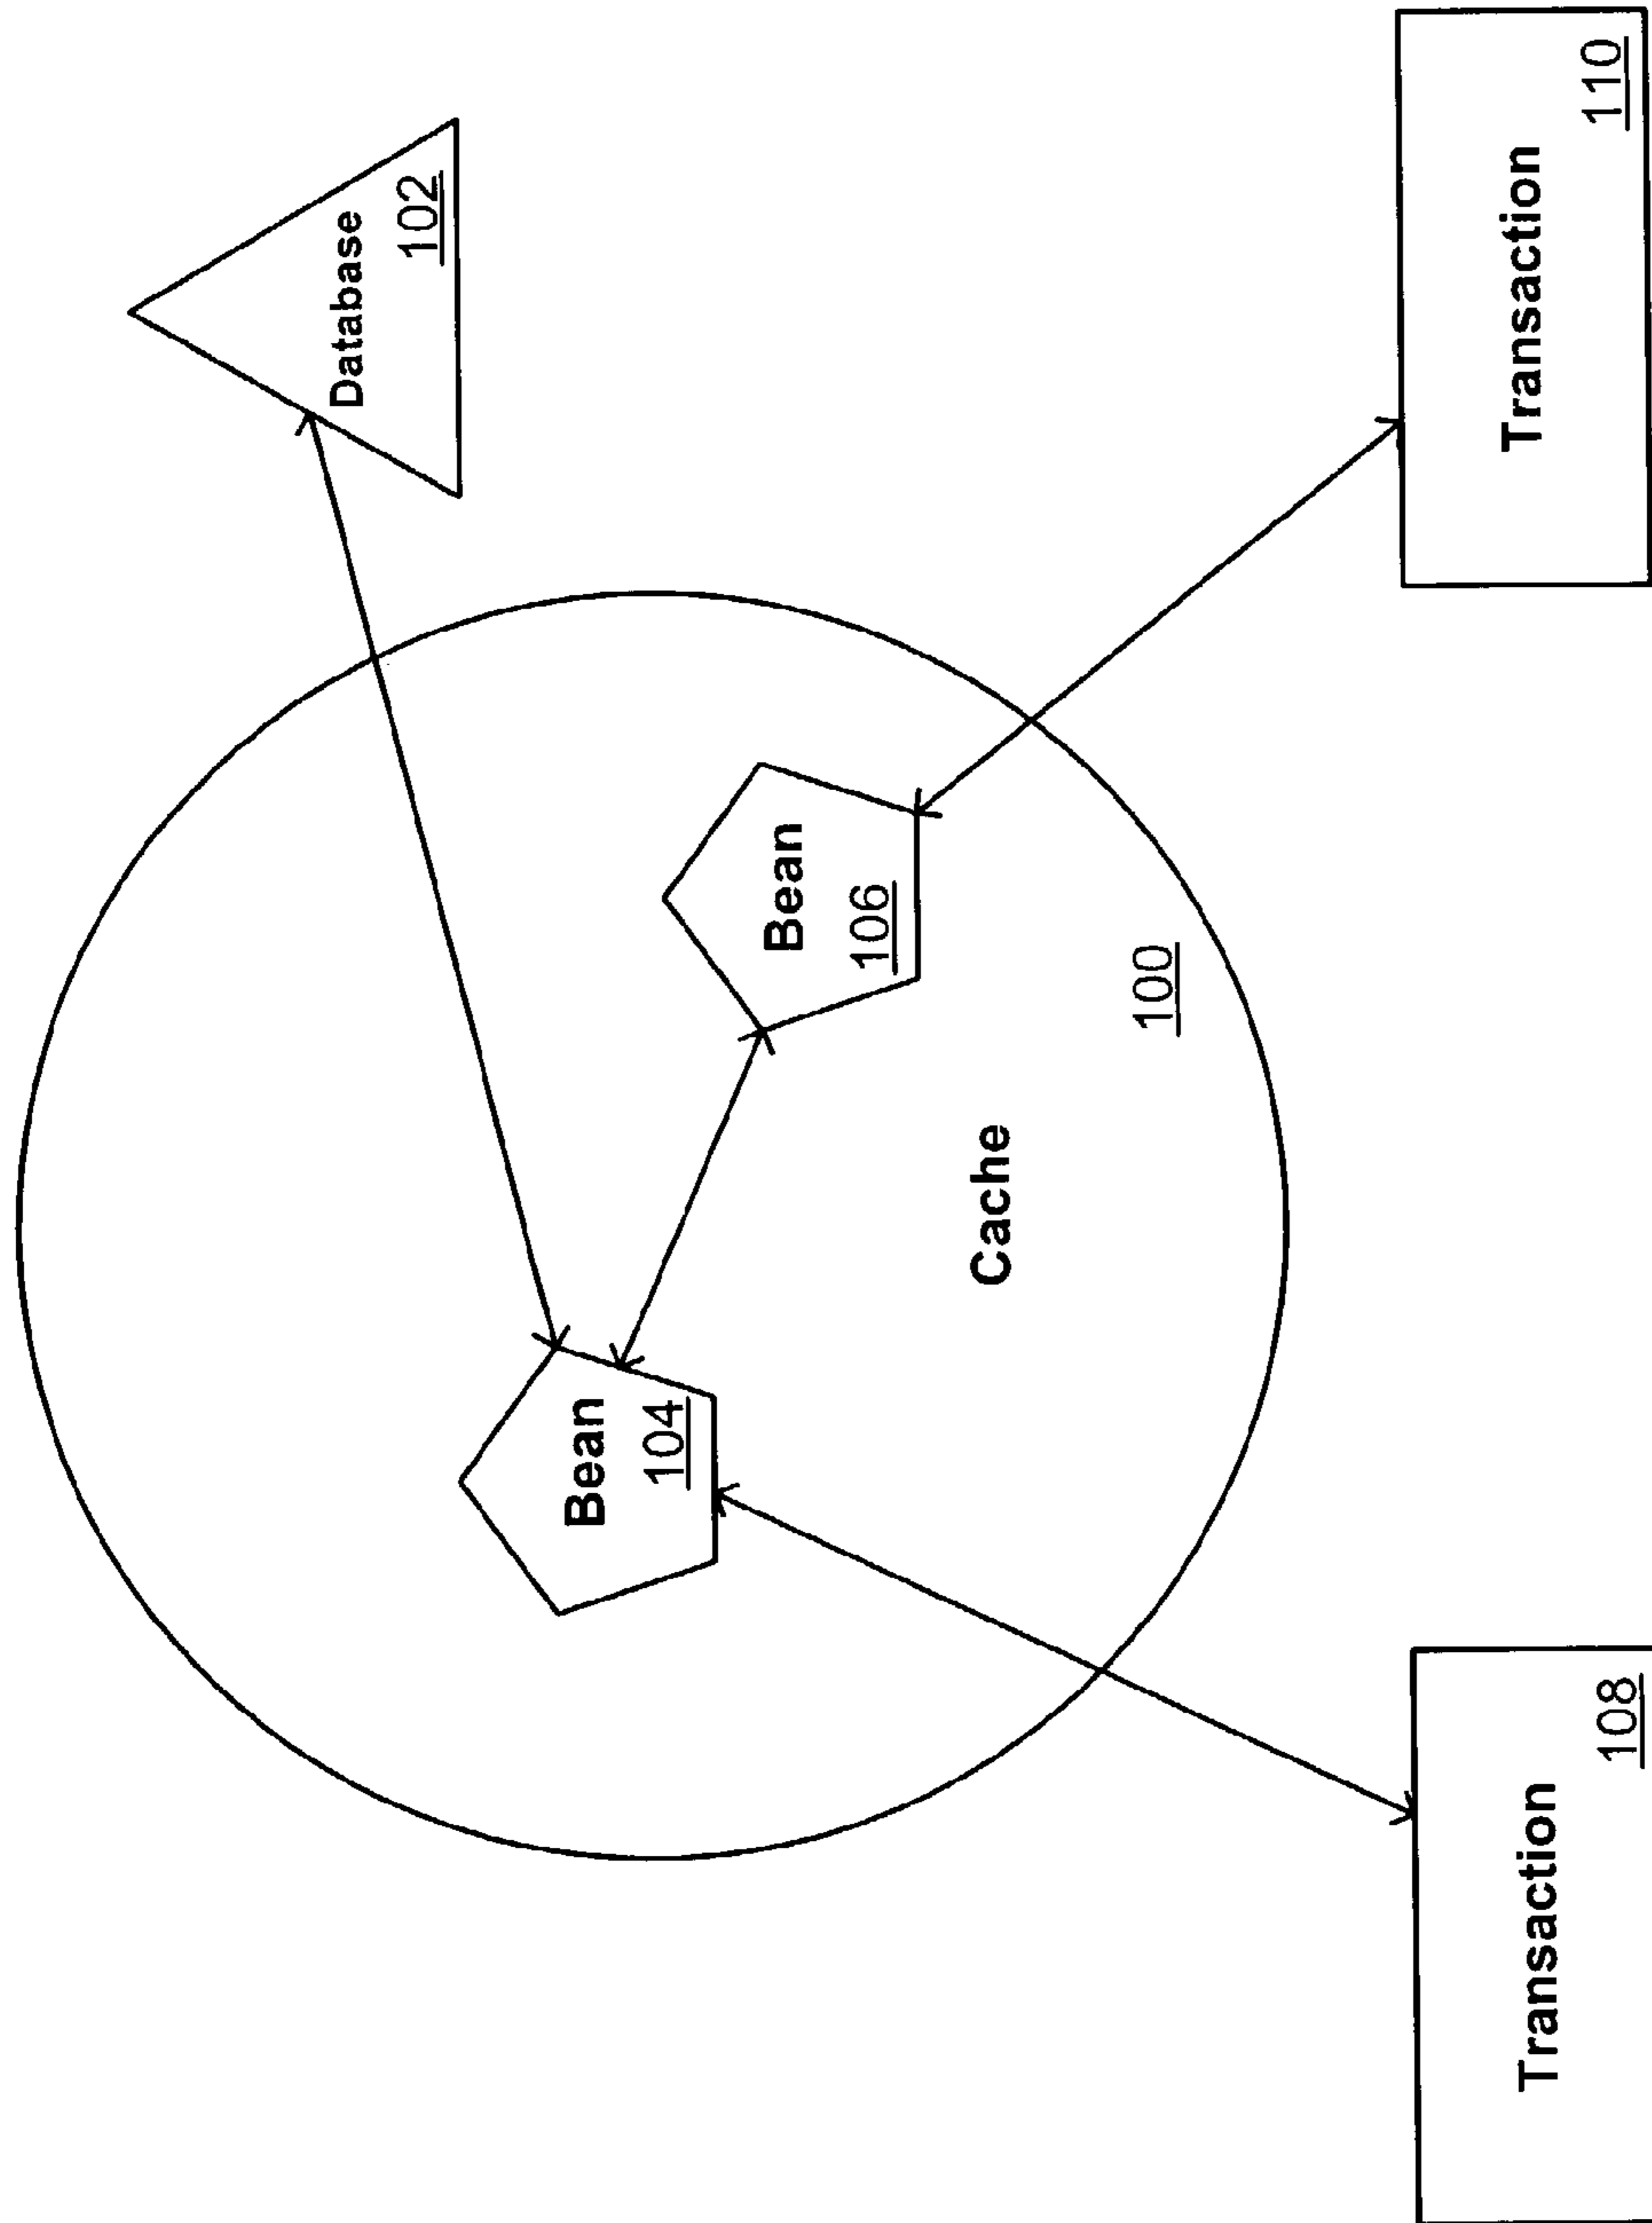 Database
102
Bean
104
Bean
106
Cache
100
Transaction
108
Transaction
110